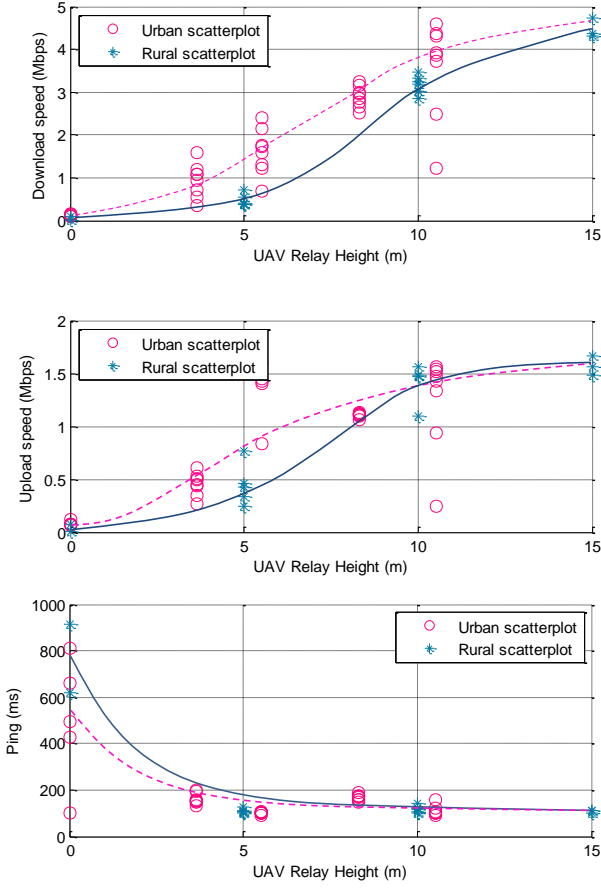 5
4
3
2
1
0
Download speed (Mbps)
Urban scatterplot
Rural scatterplot
0
5
10
15
UAV Relay Height (m)
2
1.5
1
0.5
0
Upload speed (Mbps)
Urban scatterplot
Rural scatterplot
0
5
10
15
UAV Relay Height (m)
1000
800
600
400
200
0
Ping (ms)
Urban scatterplot
Rural scatterplot
0
5
10
15
UAV Relay Height (m)